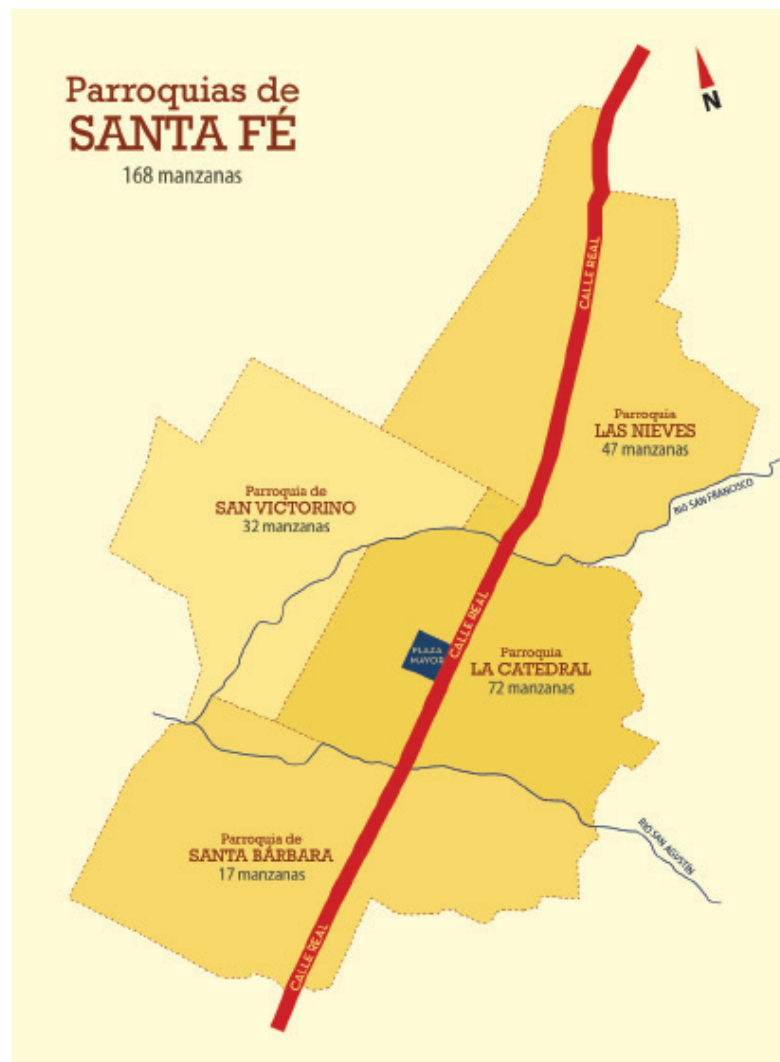 Parroquias de
SANTA FÉ
168 manzanas
N
CALLE REAL
Parroquia
LAS NIEVES
47 manzanas
RIO SAN FRANCISCO
Parroquia de
SAN VICTORINO
32 manzanas
CALLE REAL
PLAZA
MAYOR
Parroquia
LA CATEDRAL
72 manzanas
RIO SAN AGUSTÍN
Parroquia de
SANTA BÁRBARA
17 manzanas
CALLE REAL